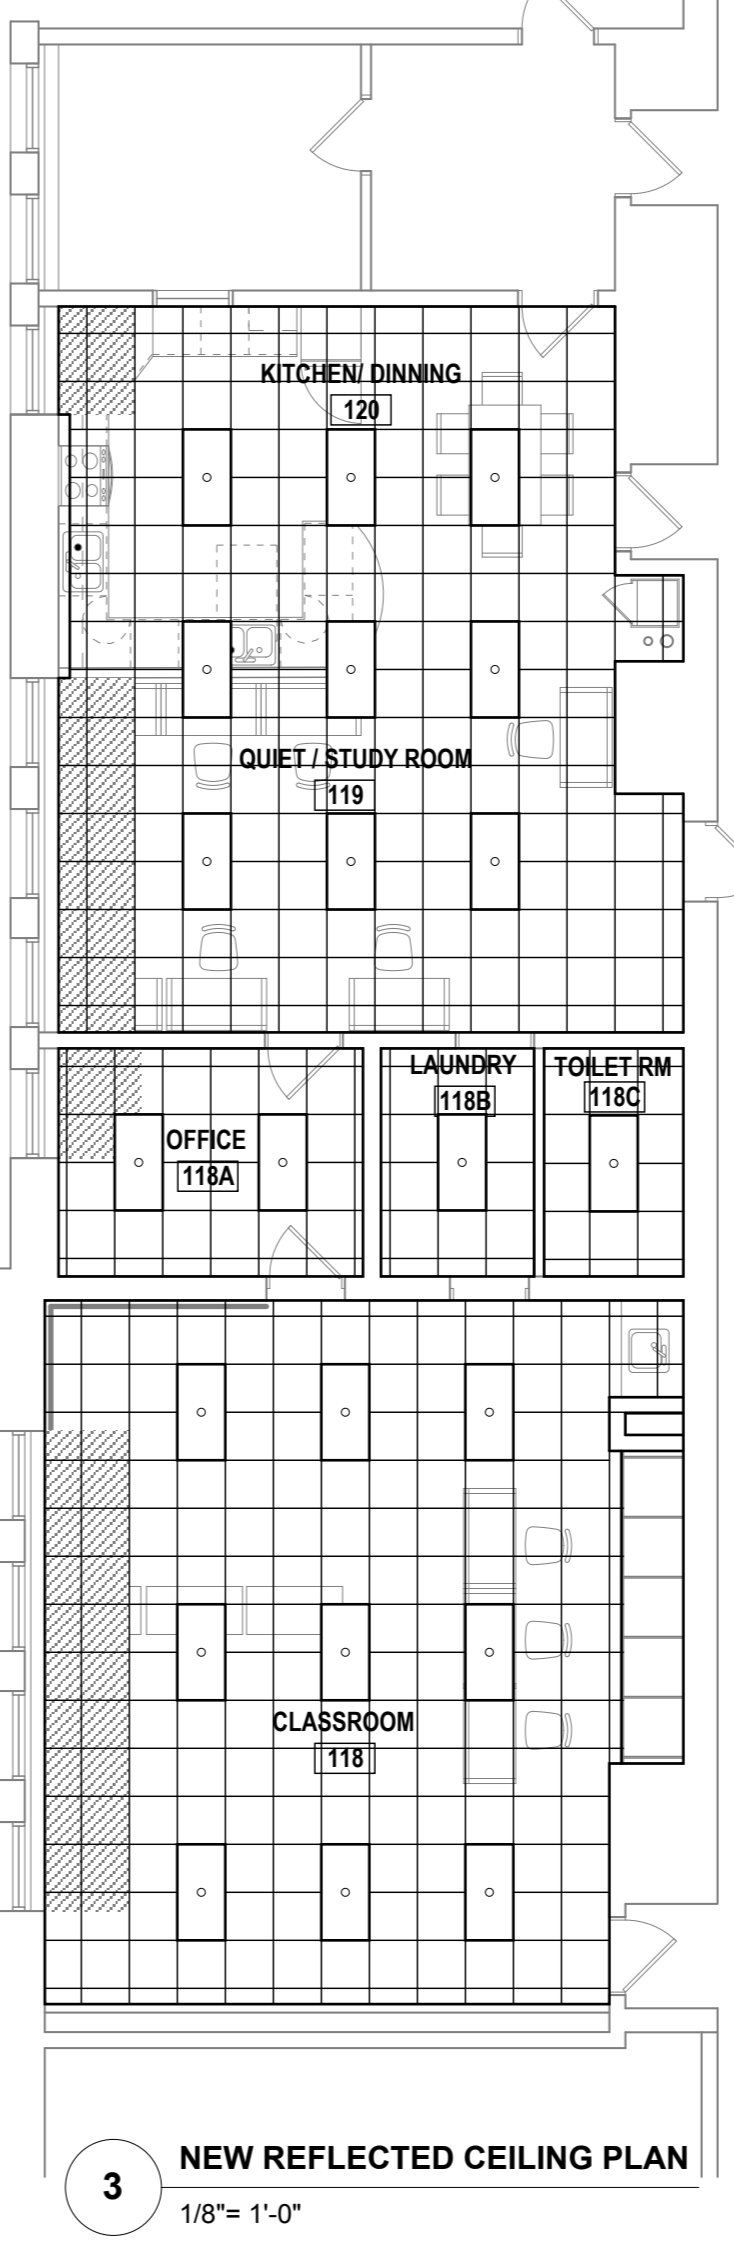 KITCHEN/ DINNING
120
QUIET / STUDY ROOM
119
LAUNDRY
118B
TOILET RM
118C
OFFICE
118A
CLASSROOM
118
3
NEW REFLECTED CEILING PLAN
1/8"= 1'-0"